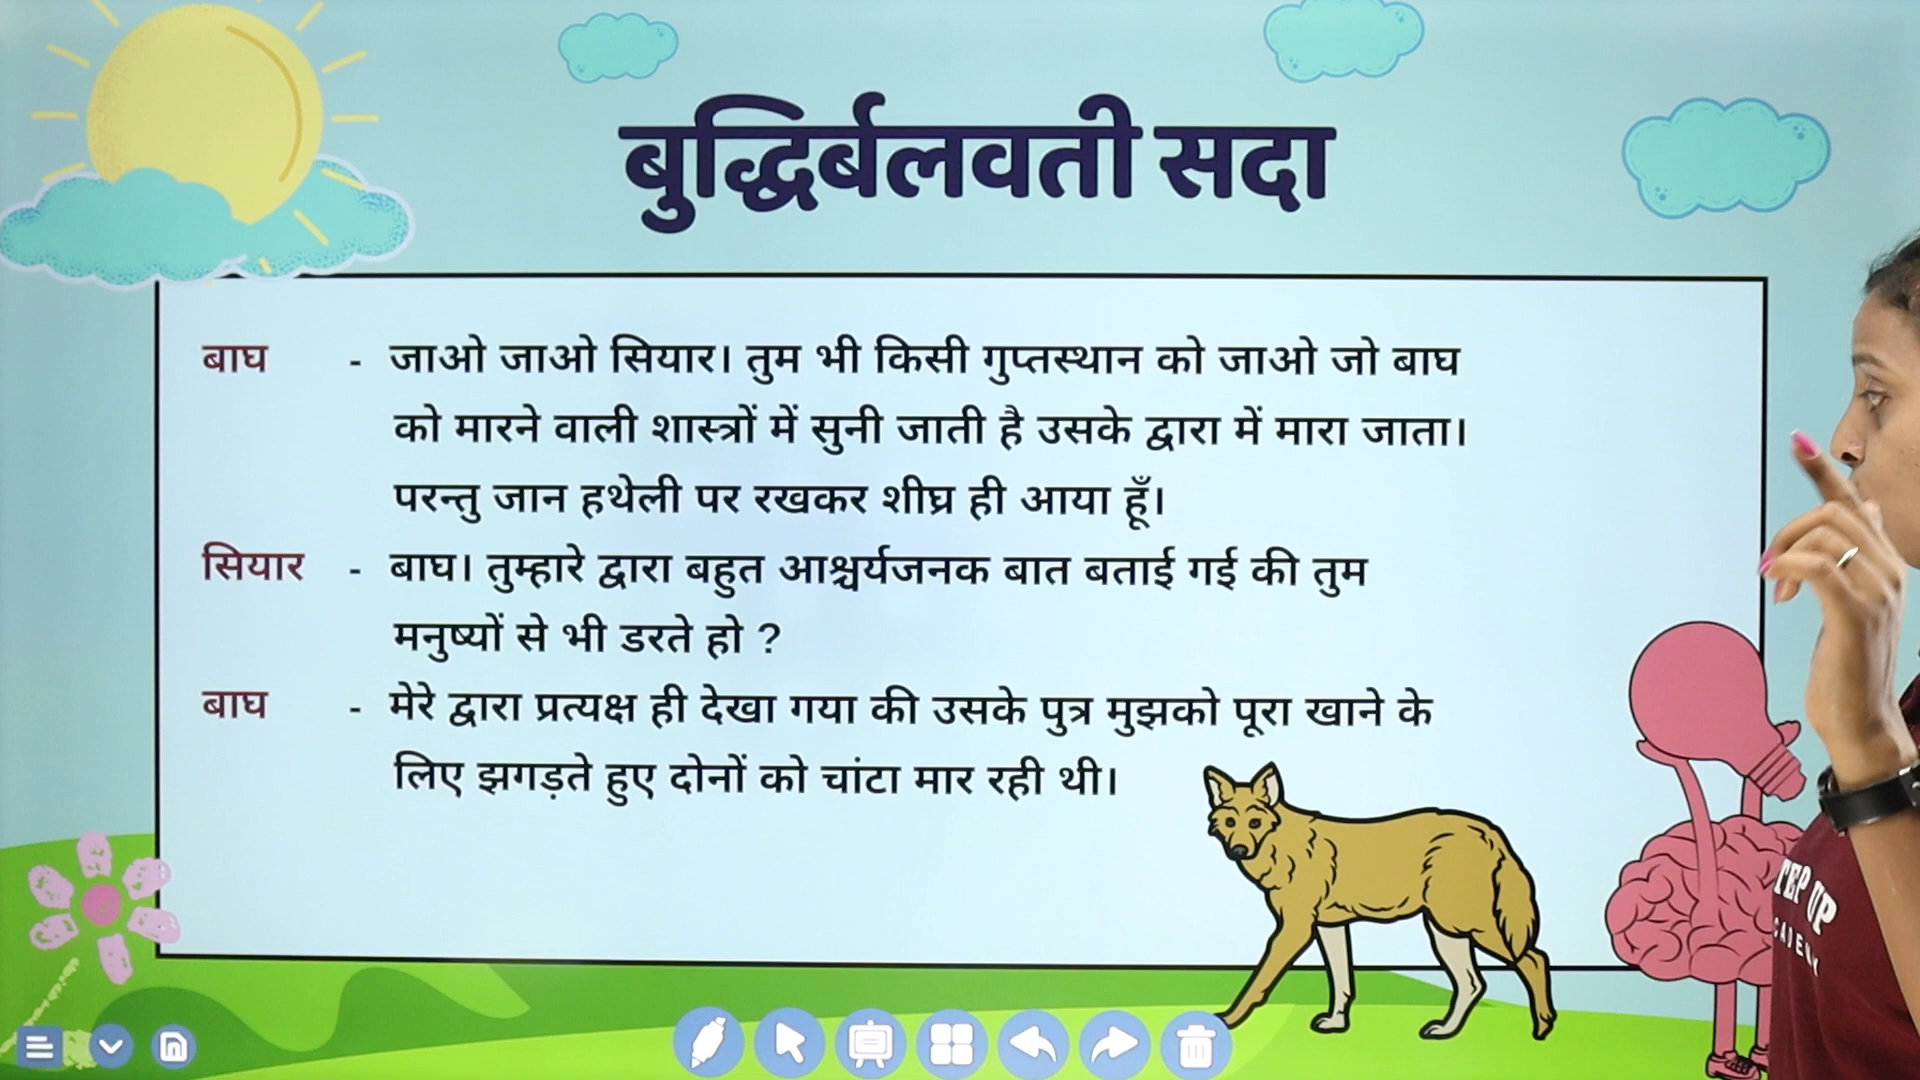 बुद्धिर्बलवती सदा
बाघ - जाओ जाओ सियार। तुम भी किसी गुप्तस्थान को जाओ जो बाघ
को मारने वाली शास्त्रों में सुनी जाती है उसके द्वारा में मारा जाता।
परन्तु जान हथेली पर रखकर शीघ्र ही आया हूँ।
सियार - बाघ। तुम्हारे द्वारा बहुत आश्चर्यजनक बात बताई गई की तुम
मनुष्यों से भी डरते हो ?
बाघ - मेरे द्वारा प्रत्यक्ष ही देखा गया की उसके पुत्र मुझको पूरा खाने के
लिए झगड़ते हुए दोनों को चांटा मार रही थी।
UP